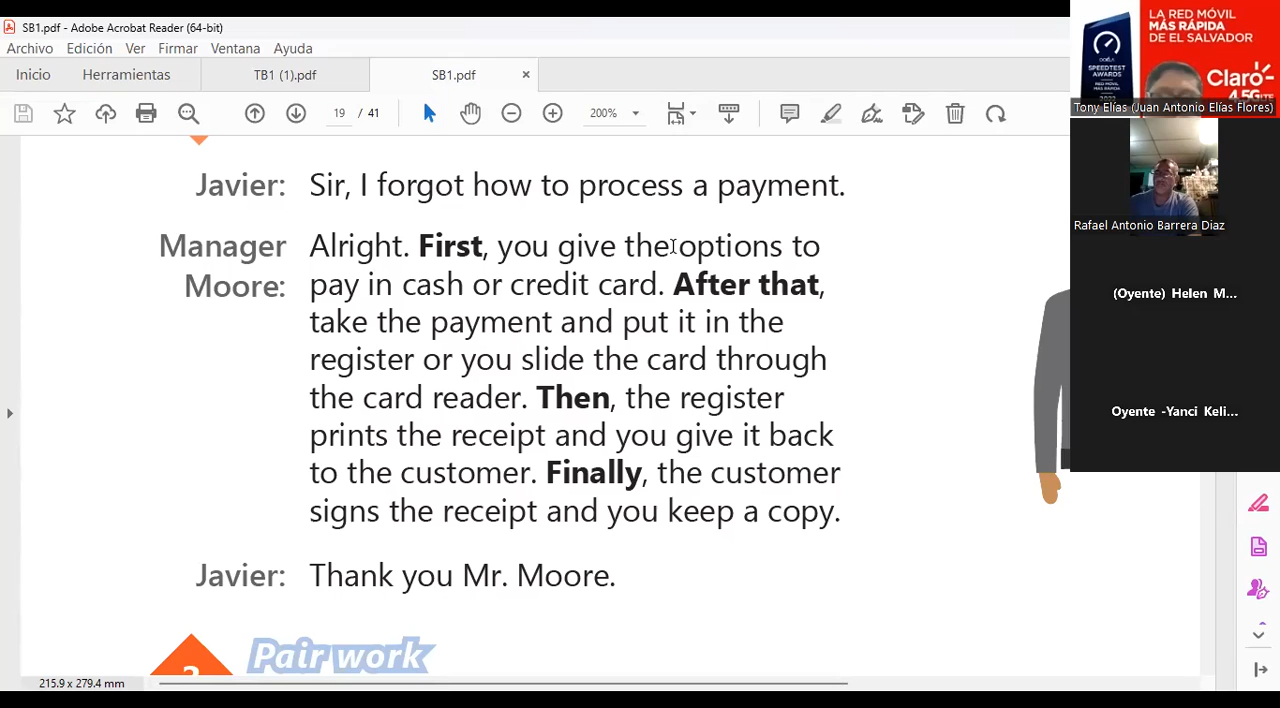 SB1.pdf - Adobe Acrobat Reader (64-bit)
Archivo Edición Ver Firmar Ventana Ayuda
Inicio Herramientas TB1 (1).pdf SB1.pdf ×
19 / 41 200%
Javier: Sir, I forgot how to process a payment.
Manager Moore: Alright. First, you give the options to
pay in cash or credit card. After that,
take the payment and put it in the
register or you slide the card through
the card reader. Then, the register
prints the receipt and you give it back
to the customer. Finally, the customer
signs the receipt and you keep a copy.
Javier: Thank you Mr. Moore.
Pair work
215.9 x 279.4 mm
LA RED MÓVIL
MÁS RÁPIDA
DE EL SALVADOR
OOKLA
SPEEDTEST
AWARDS
Claro
4.5G LTE
Tony Elías (Juan Antonio Elías Flores)
Rafael Antonio Barrera Diaz
(Oyente) Helen M...
Oyente -Yanci Keli...